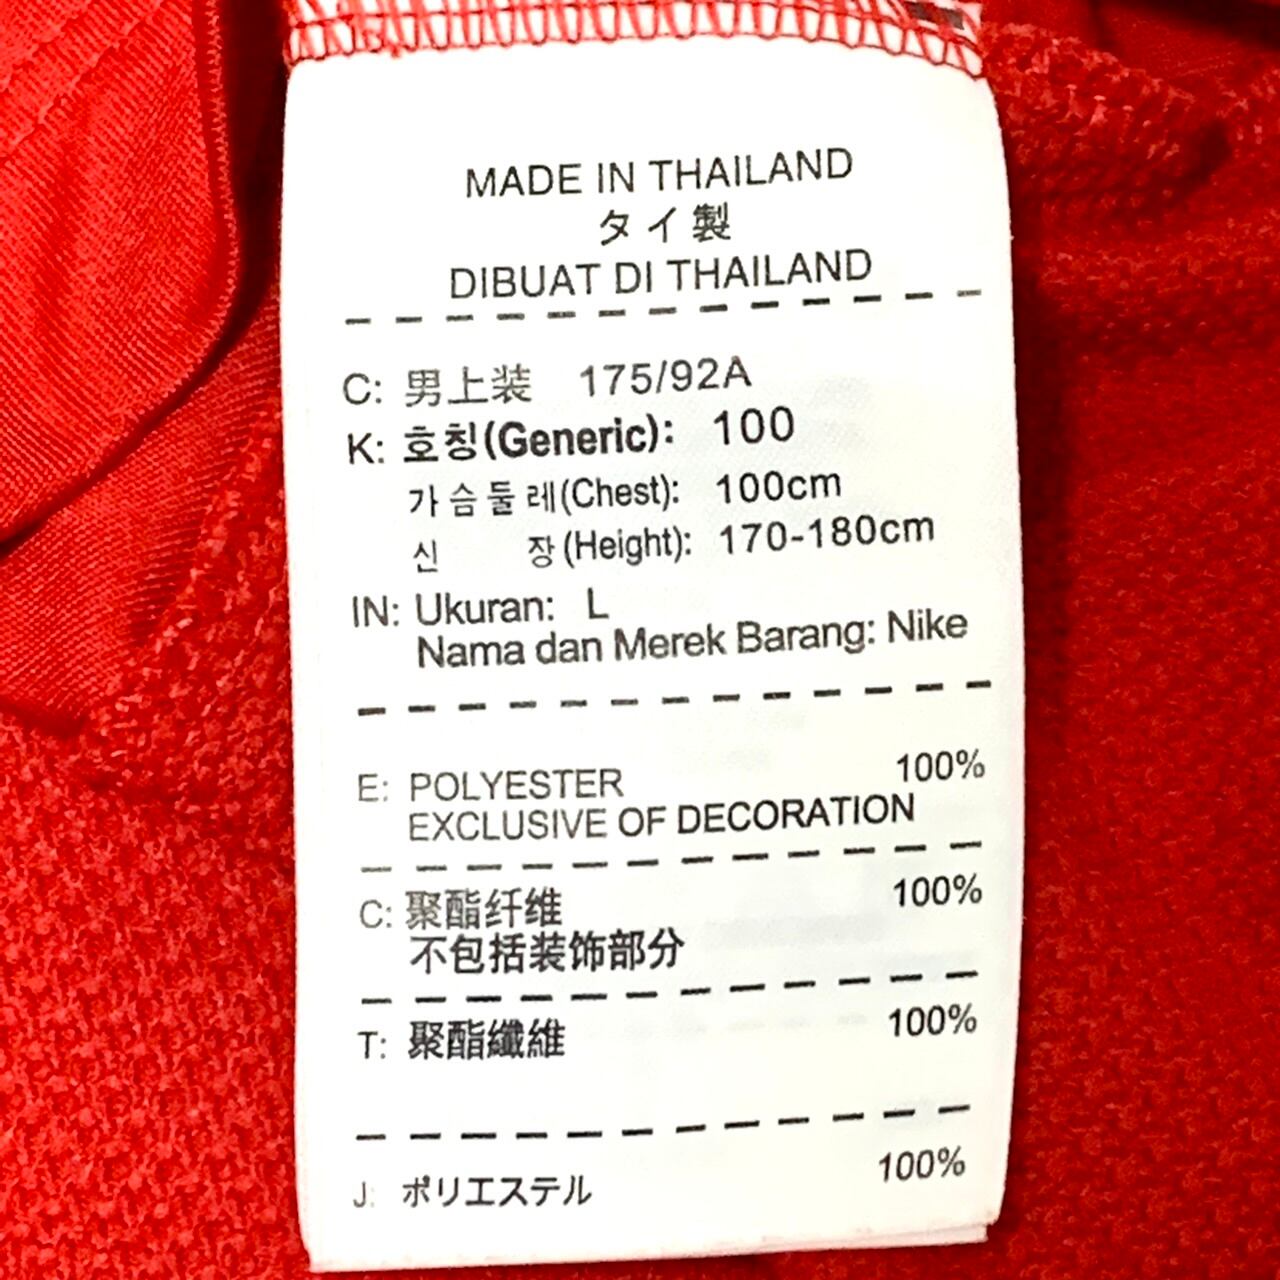 MADE IN THAILAND
タイ製
DIBUAT DI THAILAND
C: 男上装 175/92A
K: 호칭(Generic): 100
가슴둘레(Chest): 100cm
신 장(Height): 170-180cm
IN: Ukuran: L
Nama dan Merek Barang: Nike
E: POLYESTER 100%
EXCLUSIVE OF DECORATION
C: 聚酯纤维 100%
不包括装饰部分
T: 聚酯纖維 100%
J: ポリエステル 100%